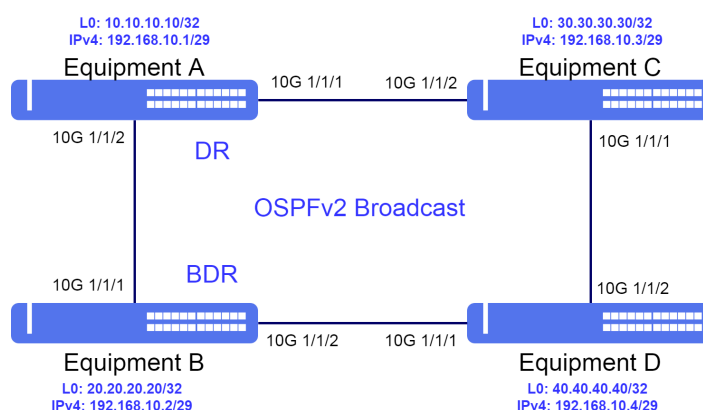 L0: 10.10.10.10/32
IPv4: 192.168.10.1/29
Equipment A
L0: 30.30.30.30/32
IPv4: 192.168.10.3/29
Equipment C
10G 1/1/1
10G 1/1/2
10G 1/1/2
DR
10G 1/1/1
OSPFv2 Broadcast
BDR
10G 1/1/1
10G 1/1/2
10G 1/1/2
10G 1/1/1
Equipment B
L0: 20.20.20.20/32
IPv4: 192.168.10.2/29
Equipment D
L0: 40.40.40.40/32
IPv4: 192.168.10.4/29